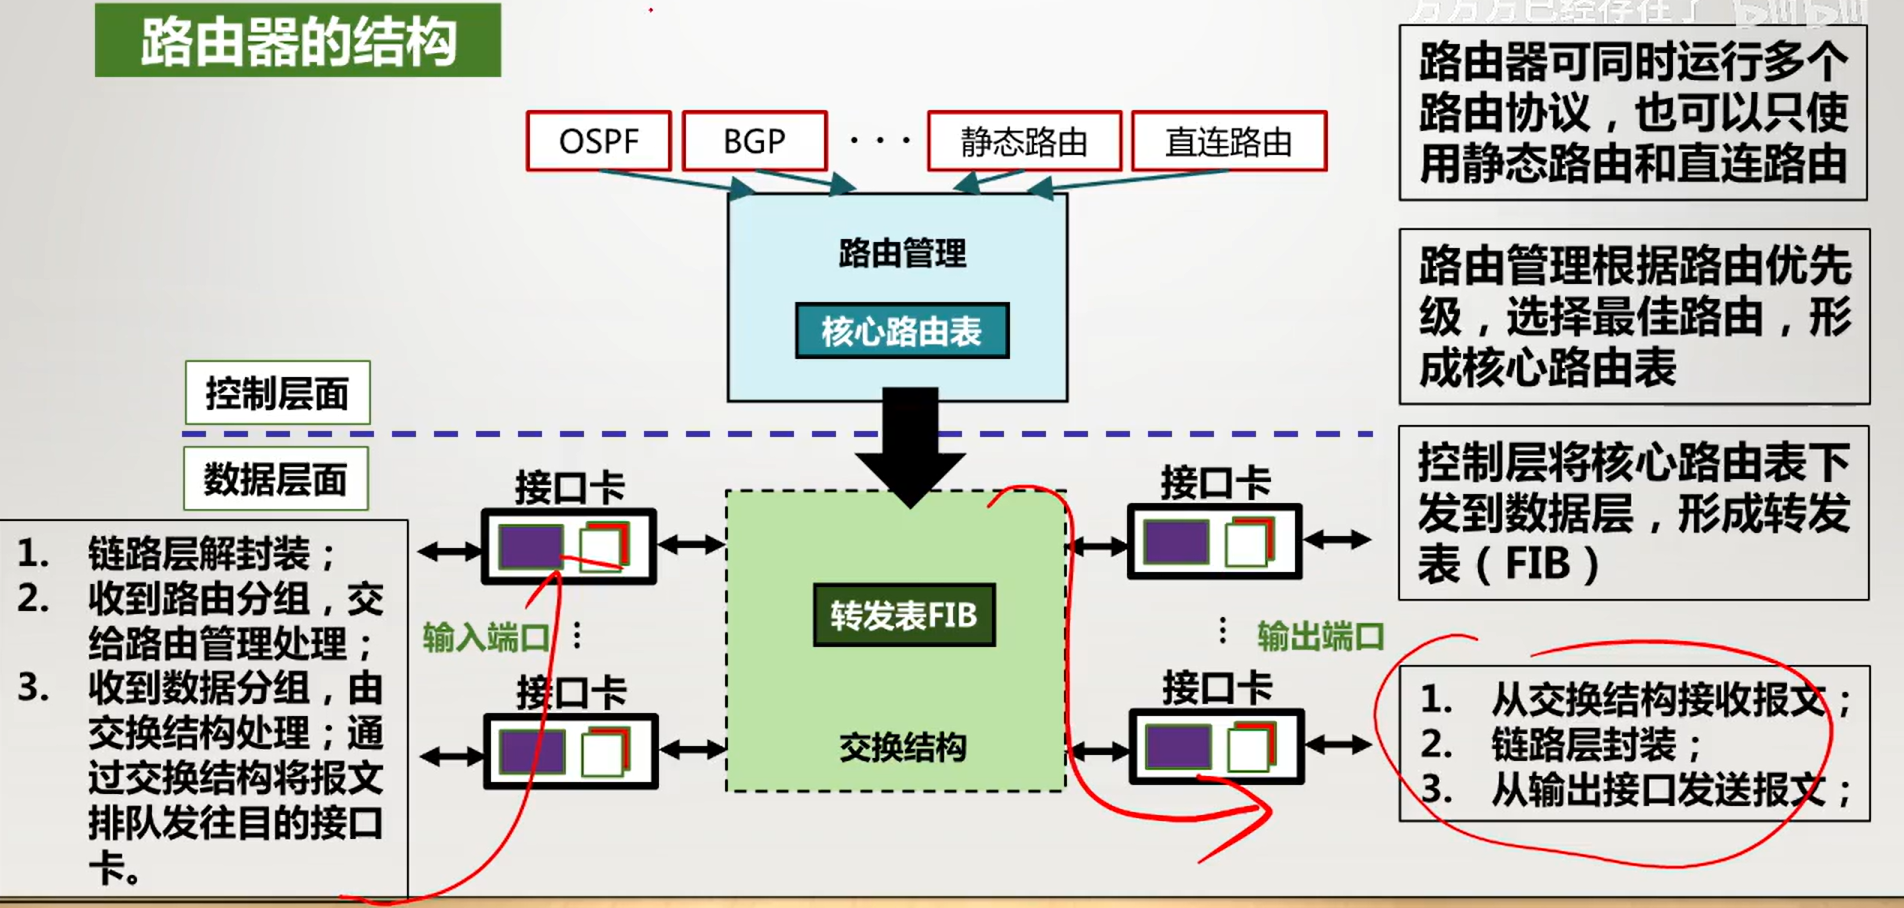 路由器的结构
OSPF
BGP
···
静态路由
直连路由
路由器可同时运行多个
路由协议，也可以只使
用静态路由和直连路由
路由管理
核心路由表
路由管理根据路由优先
级，选择最佳路由，形
成核心路由表
控制层面
数据层面
控制层将核心路由表下
发到数据层，形成转发
表（FIB）
接口卡
接口卡
1. 链路层解封装；
2. 收到路由分组，交
给路由管理处理；
3. 收到数据分组，由
交换结构处理；通
过交换结构将报文
排队发往目的接口
卡。
输入端口
转发表FIB
输出端口
接口卡
接口卡
交换结构
1. 从交换结构接收报文；
2. 链路层封装；
3. 从输出接口发送报文；